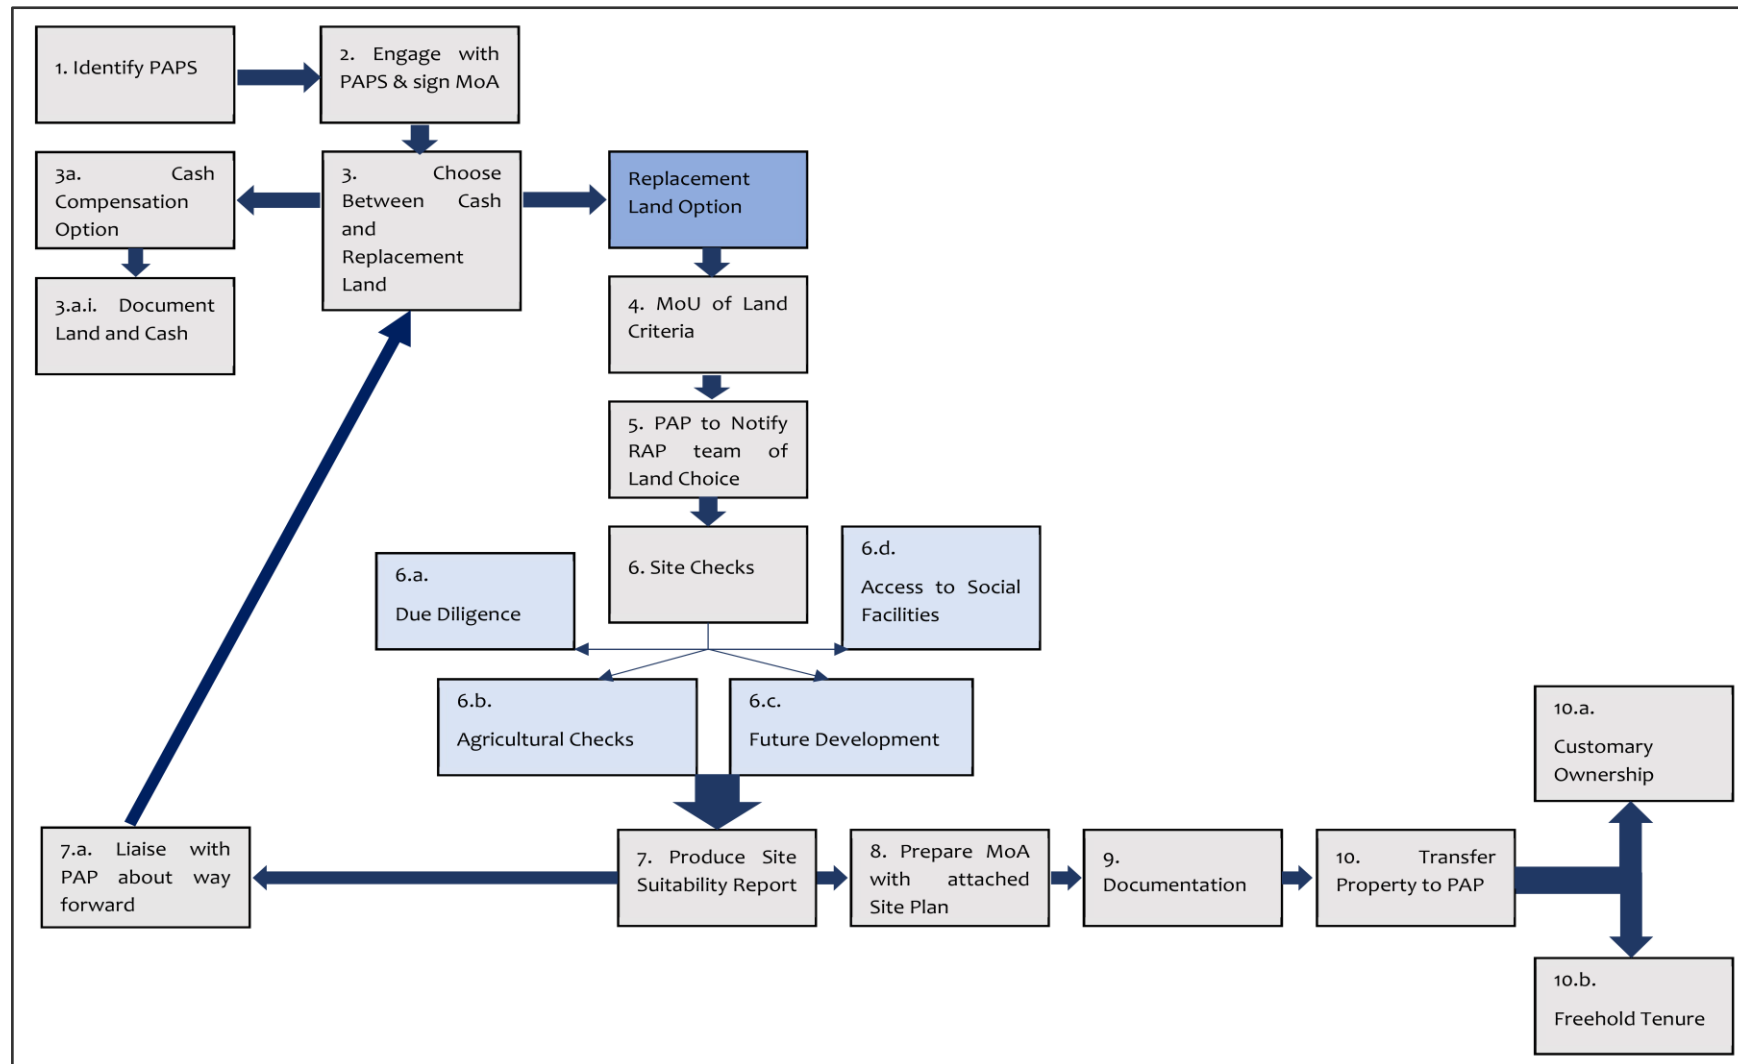 1. Identify PAPS
2. Engage with
PAPS & sign MoA
3a. Cash
Compensation
Option
3. Choose
Between Cash
and
Replacement
Land
Replacement
Land Option
3.a.i. Document
Land and Cash
4. MoU of Land
Criteria
5. PAP to Notify
RAP team of
Land Choice
6. Site Checks
6.a.
Due Diligence
6.d.
Access to Social
Facilities
6.b.
Agricultural Checks
6.c.
Future Development
7.a. Liaise with
PAP about way
forward
7. Produce Site
Suitability Report
8. Prepare MoA
with attached
Site Plan
9.
Documentation
10. Transfer
Property to PAP
10.a.
Customary
Ownership
10.b.
Freehold Tenure